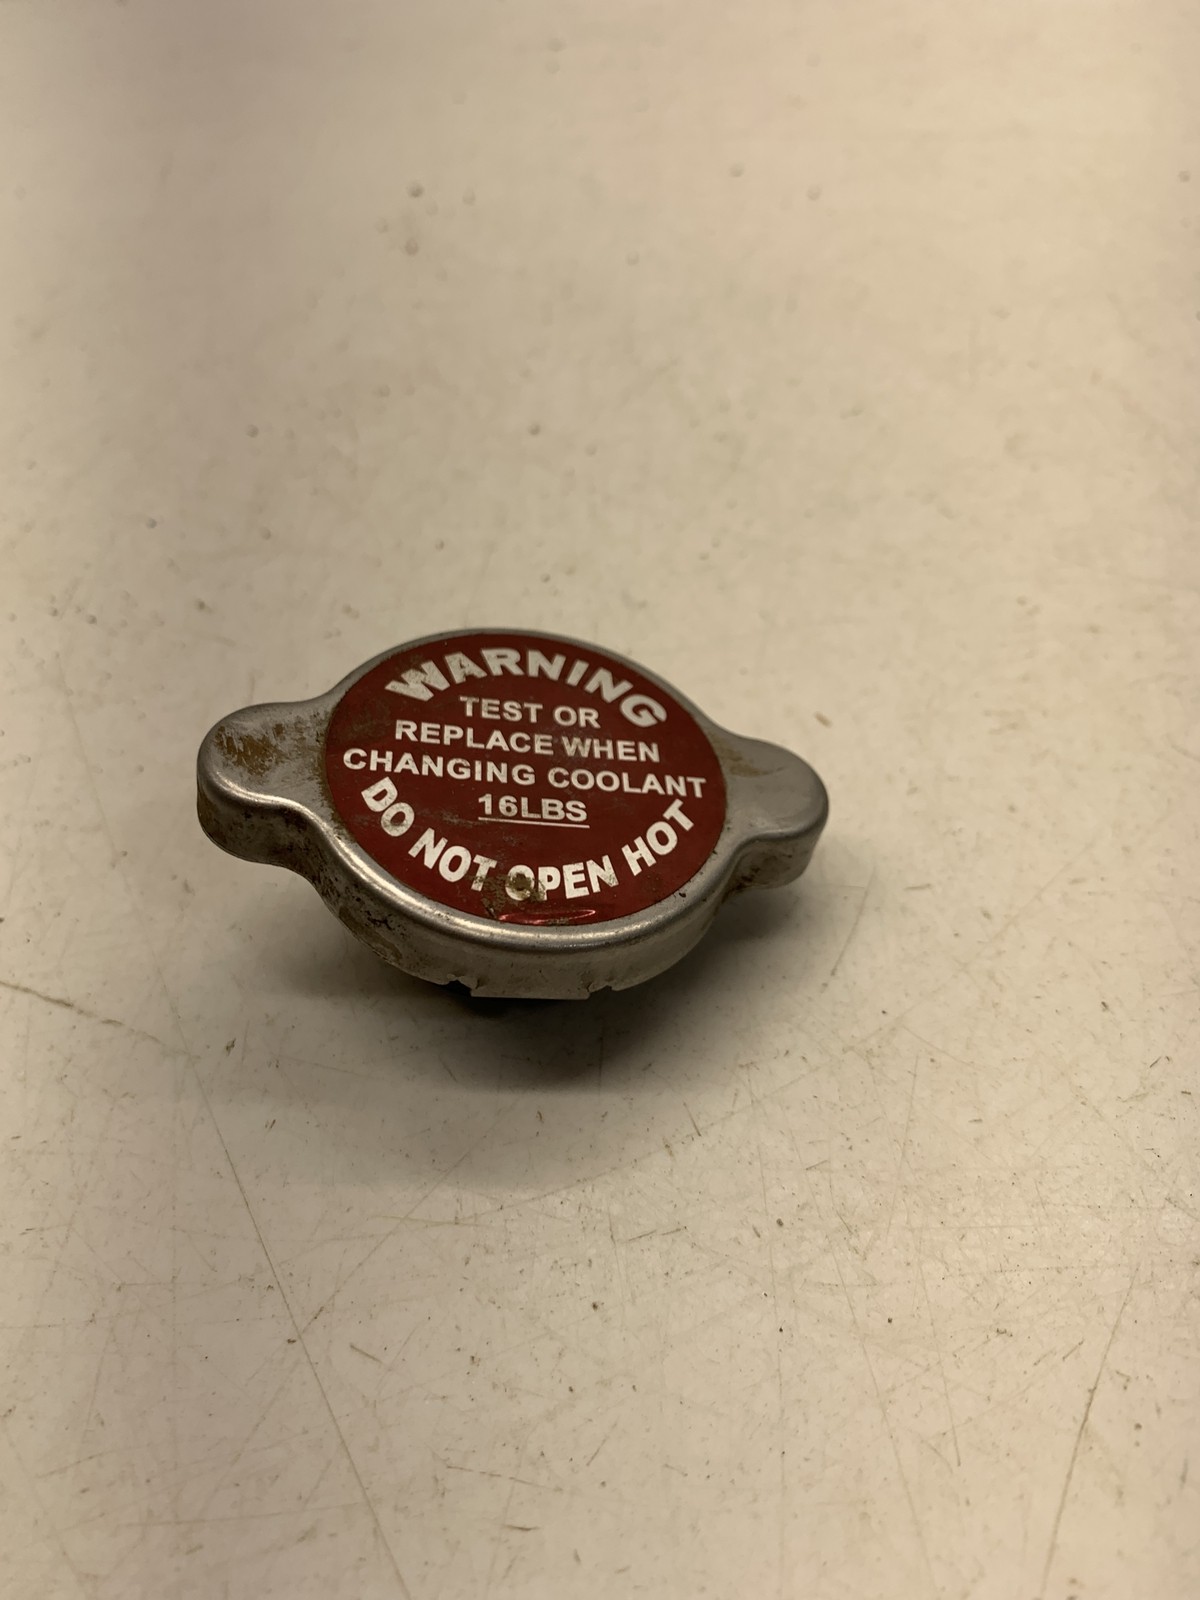 WARNING
TEST OR
REPLACE WHEN
CHANGING COOLANT
16LBS
DO NOT OPEN HOT